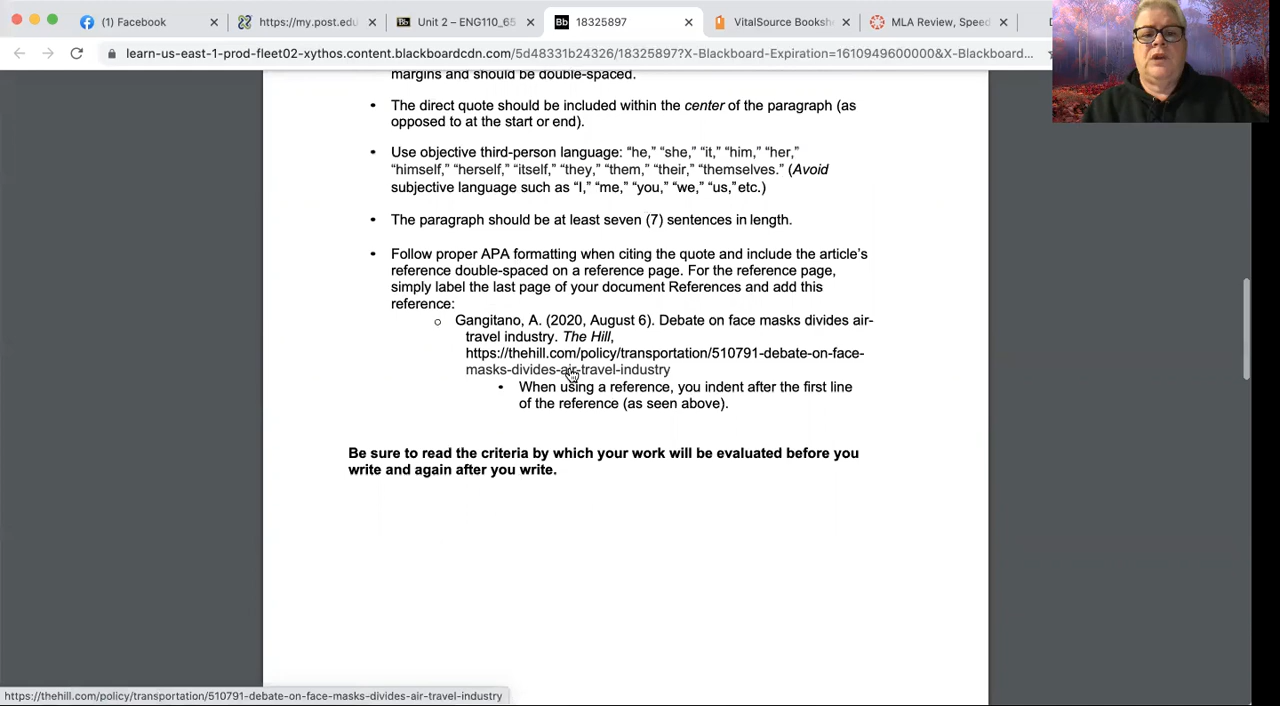 (1) Facebook
https://my.post.edu
Bb
Unit 2 – ENG110_65
Bb
18325897
VitalSource Booksh
MLA Review, Speed
learn-us-east-1-prod-fleet02-xythos.content.blackboardcdn.com/5d48331b24326/18325897?X-Blackboard-Expiration=1610949600000&X-Blackboard...
margins and should be double-spaced.
• The direct quote should be included within the center of the paragraph (as
opposed to at the start or end).
• Use objective third-person language: “he,” “she,” “it,” “him,” “her,”
“himself,” “herself,” “itself,” “they,” “them,” “their,” “themselves.” (Avoid
subjective language such as “I,” “me,” “you,” “we,” “us,” etc.)
• The paragraph should be at least seven (7) sentences in length.
• Follow proper APA formatting when citing the quote and include the article’s
reference double-spaced on a reference page. For the reference page,
simply label the last page of your document References and add this
reference:
o Gangitano, A. (2020, August 6). Debate on face masks divides air-
travel industry. The Hill,
https://thehill.com/policy/transportation/510791-debate-on-face-
masks-divides-air-travel-industry
• When using a reference, you indent after the first line
of the reference (as seen above).
Be sure to read the criteria by which your work will be evaluated before you
write and again after you write.
https://thehill.com/policy/transportation/510791-debate-on-face-masks-divides-air-travel-industry